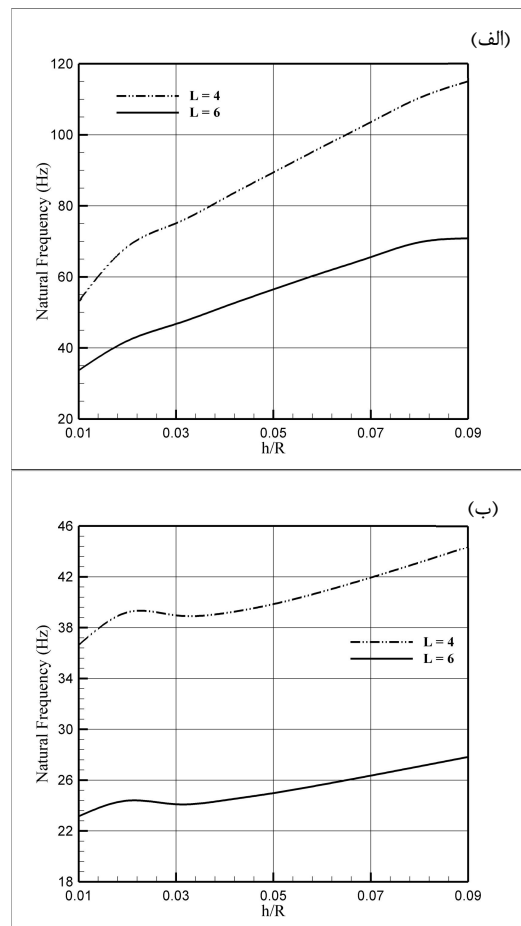 (الف)
120
100
80
60
40
20
Natural Frequency (Hz)
L = 4
L = 6
0.01 0.03 0.05 0.07 0.09
h/R
(ب)
46
42
38
34
30
26
22
18
Natural Frequency (Hz)
L = 4
L = 6
0.01 0.03 0.05 0.07 0.09
h/R